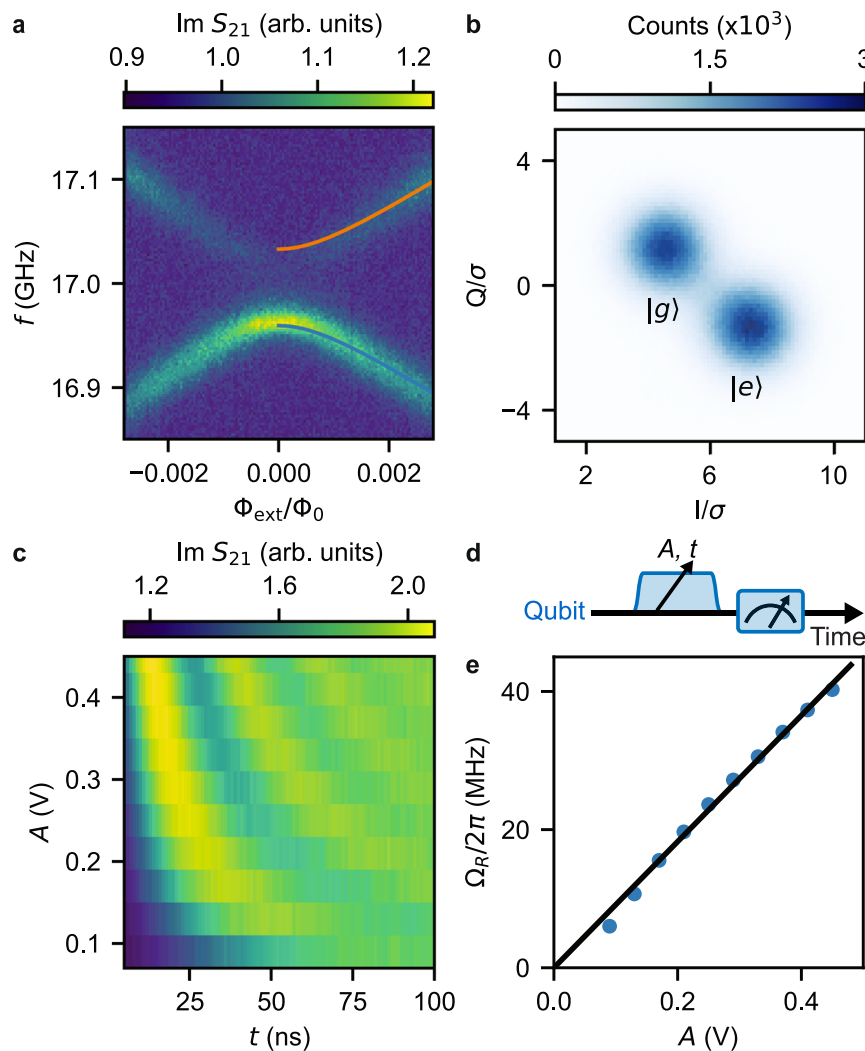 a
Im S21 (arb. units)
0.9 1.0 1.1 1.2
17.1
17.0
16.9
f (GHz)
−0.002 0.000 0.002
Φext/Φ0
b
Counts (x10³)
0 1.5 3
4
0
−4
Q/σ
|g⟩
|e⟩
2 6 10
I/σ
c
Im S21 (arb. units)
1.2 1.6 2.0
0.4
0.3
0.2
0.1
A (V)
25 50 75 100
t (ns)
d
A, t
Qubit
Time
e
40
20
0
ΩR/2π (MHz)
0.0 0.2 0.4
A (V)